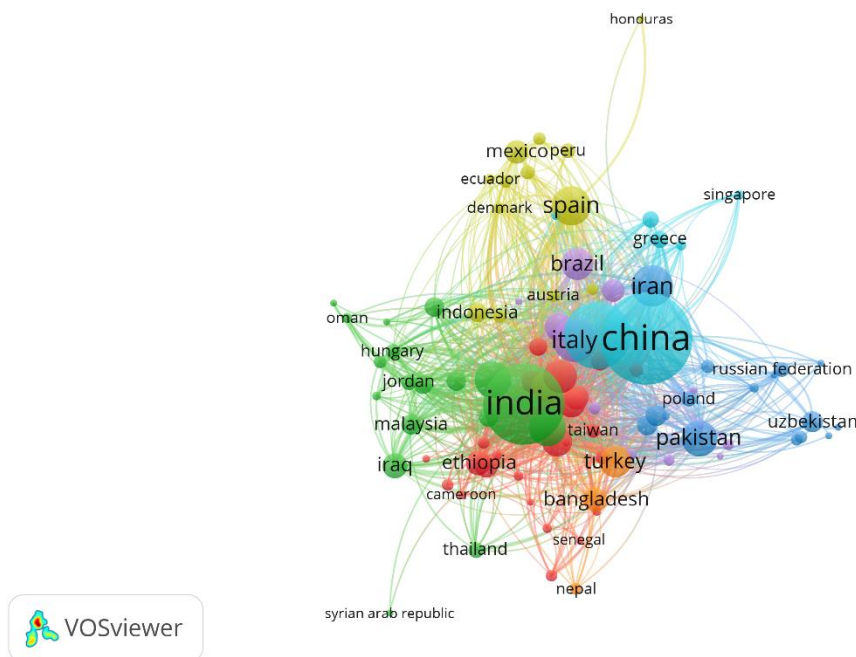 honduras
mexico
peru
ecuador
denmark
spain
singapore
greece
brazil
iran
austria
oman
indonesia
china
italy
hungary
russian federation
jordan
india
poland
malaysia
taiwan
pakistan
uzbekistan
iraq
ethiopia
turkey
cameroon
bangladesh
senegal
thailand
nepal
syrian arab republic
VOSviewer